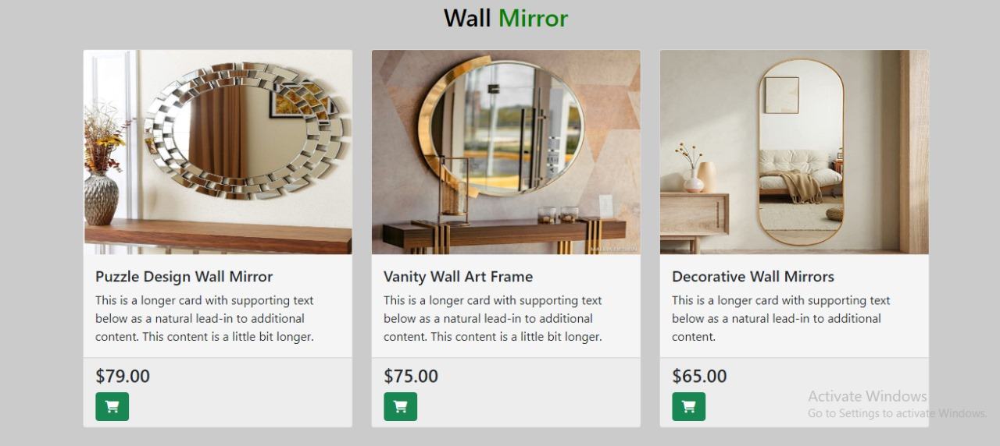 Wall Mirror
Puzzle Design Wall Mirror
This is a longer card with supporting text
below as a natural lead-in to additional
content. This content is a little bit longer.
$79.00
Vanity Wall Art Frame
This is a longer card with supporting text
below as a natural lead-in to additional
content. This content is a little bit longer.
$75.00
Decorative Wall Mirrors
This is a longer card with supporting text
below as a natural lead-in to additional
content.
$65.00
Activate Windows
Go to Settings to activate Windows.